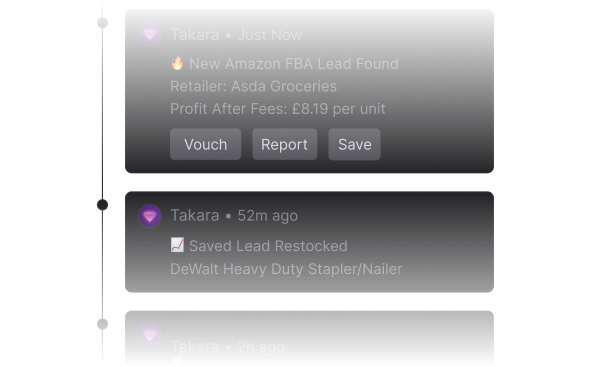 Takara • Just Now
🔥 New Amazon FBA Lead Found
Retailer: Asda Groceries
Profit After Fees: £8.19 per unit
Vouch Report Save
Takara • 52m ago
📈 Saved Lead Restocked
DeWalt Heavy Duty Stapler/Nailer
Takara • 2h ago